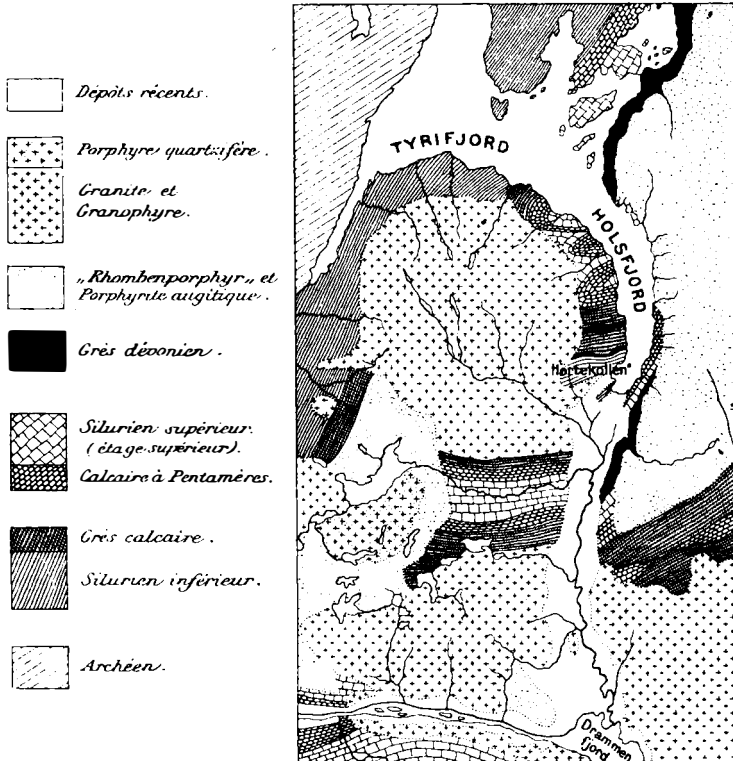 Dépôts récents.
Porphyre quartzifère.
Granite et
Granophyre.
„Rhombenporphyr„ et
Porphyrite augitique.
Grès dévonien.
Silurien supérieur.
(étage supérieur).
Calcaire à Pentamères.
Grès calcaire.
Silurien inférieur.
Archéen.
TYRIFJORD
HOLSFJORD
Hørtekollen
Drammen
fjord